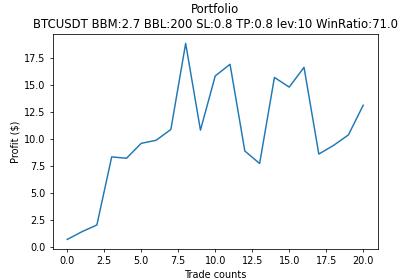 Portfolio
BTCUSDT BBM:2.7 BBL:200 SL:0.8 TP:0.8 lev:10 WinRatio:71.0
Profit ($)
17.5
15.0
12.5
10.0
7.5
5.0
2.5
0.0
0.0 2.5 5.0 7.5 10.0 12.5 15.0 17.5 20.0
Trade counts